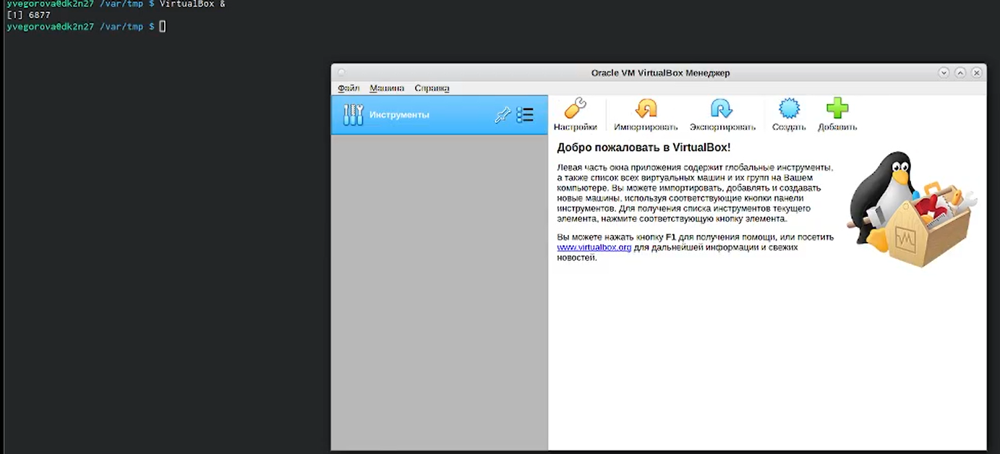 yvegorova@dk2n27 /var/tmp $ VirtualBox &
[1] 6877
yvegorova@dk2n27 /var/tmp $
Oracle VM VirtualBox Менеджер
Файл Машина Справка
Инструменты
Настройки Импортировать Экспортировать Создать Добавить
Добро пожаловать в VirtualBox!
Левая часть окна приложения содержит глобальные инструменты,
а также список всех виртуальных машин и их групп на Вашем
компьютере. Вы можете импортировать, добавлять и создавать
новые машины, используя соответствующие кнопки панели
инструментов. Для получения списка инструментов текущего
элемента, нажмите соответствующую кнопку элемента.
Вы можете нажать кнопку F1 для получения помощи, или посетить
www.virtualbox.org для дальнейшей информации и свежих
новостей.